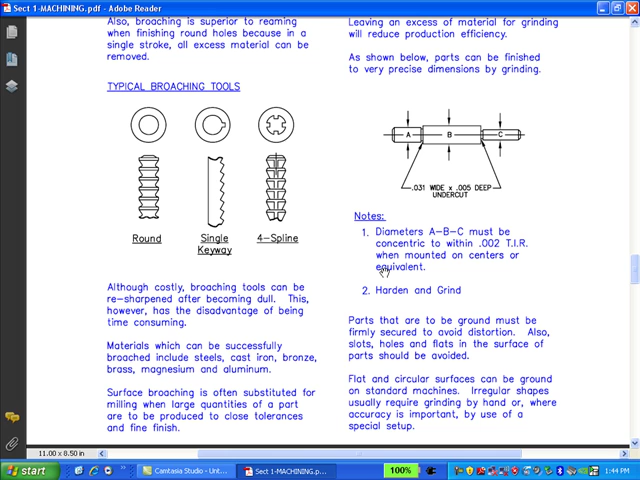 Sect 1-MACHINING.pdf - Adobe Reader
Also, broaching is superior to reaming
when finishing round holes because in a
single stroke, all excess material can be
removed.
TYPICAL BROACHING TOOLS
Round
Single
Keyway
4-Spline
Although costly, broaching tools can be
re-sharpened after becoming dull. This,
however, has the disadvantage of being
time consuming.
Materials which can be successfully
broached include steels, cast iron, bronze,
brass, magnesium and aluminum.
Surface broaching is often substituted for
milling when large quantities of a part
are to be produced to close tolerances
and fine finish.
Leaving an excess of material for grinding
will reduce production efficiency.
As shown below, parts can be finished
to very precise dimensions by grinding.
A
B
C
.031 WIDE x .005 DEEP
UNDERCUT
Notes:
1. Diameters A-B-C must be
concentric to within .002 T.I.R.
when mounted on centers or
equivalent.
2. Harden and Grind
Parts that are to be ground must be
firmly secured to avoid distortion. Also,
slots, holes and flats in the surface of
parts should be avoided.
Flat and circular surfaces can be ground
on standard machines. Irregular shapes
usually require grinding by hand or, where
accuracy is important, by use of a
special setup.
11.00 x 8.50 in
start
Camtasia Studio - Unt...
Sect 1-MACHINING.p...
100%
1:44 PM